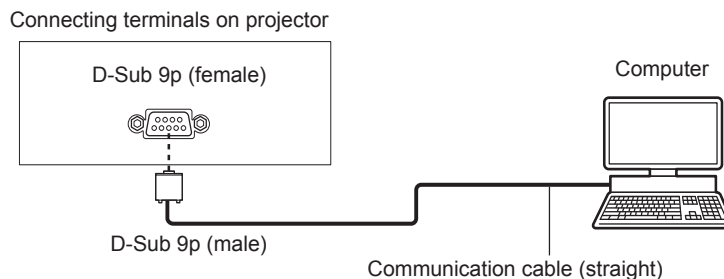 Connecting terminals on projector
D-Sub 9p (female)
Computer
D-Sub 9p (male)
Communication cable (straight)